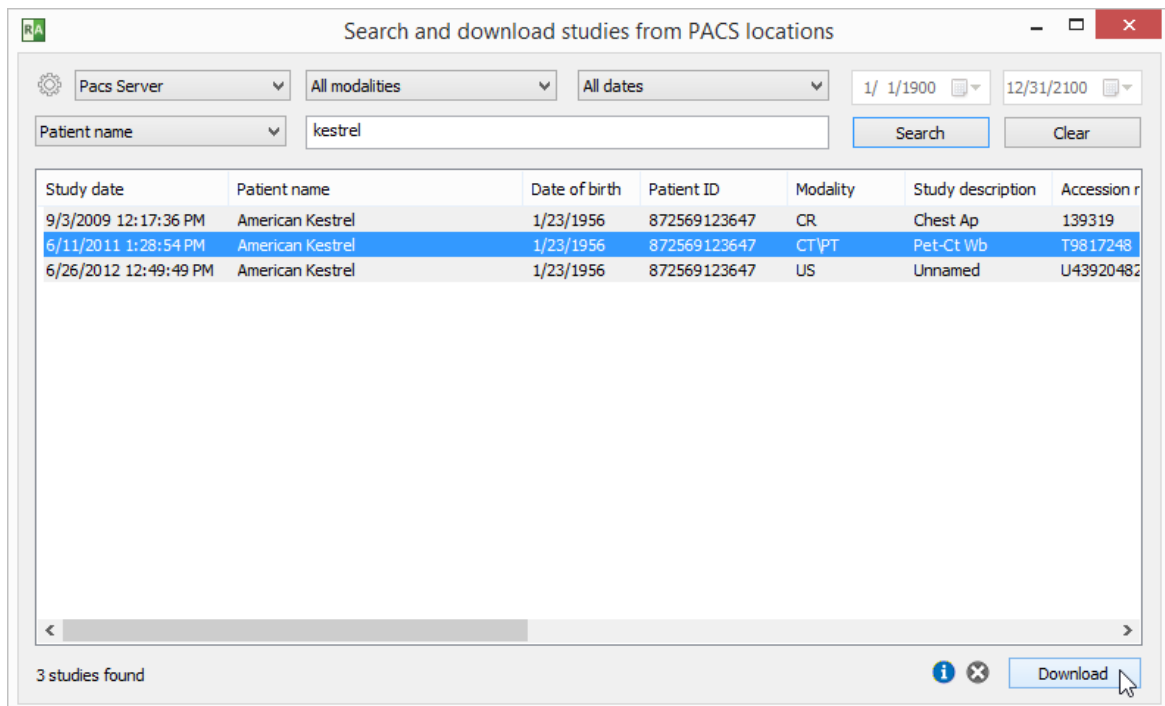 RA Search and download studies from PACS locations
Pacs Server All modalities All dates 1/ 1/1900 12/31/2100
Patient name kestrel Search Clear
Study date Patient name Date of birth Patient ID Modality Study description Accession r
9/3/2009 12:17:36 PM American Kestrel 1/23/1956 872569123647 CR Chest Ap 139319
6/11/2011 1:28:54 PM American Kestrel 1/23/1956 872569123647 CT\PT Pet-Ct Wb T9817248
6/26/2012 12:49:49 PM American Kestrel 1/23/1956 872569123647 US Unnamed U43920482
3 studies found Download